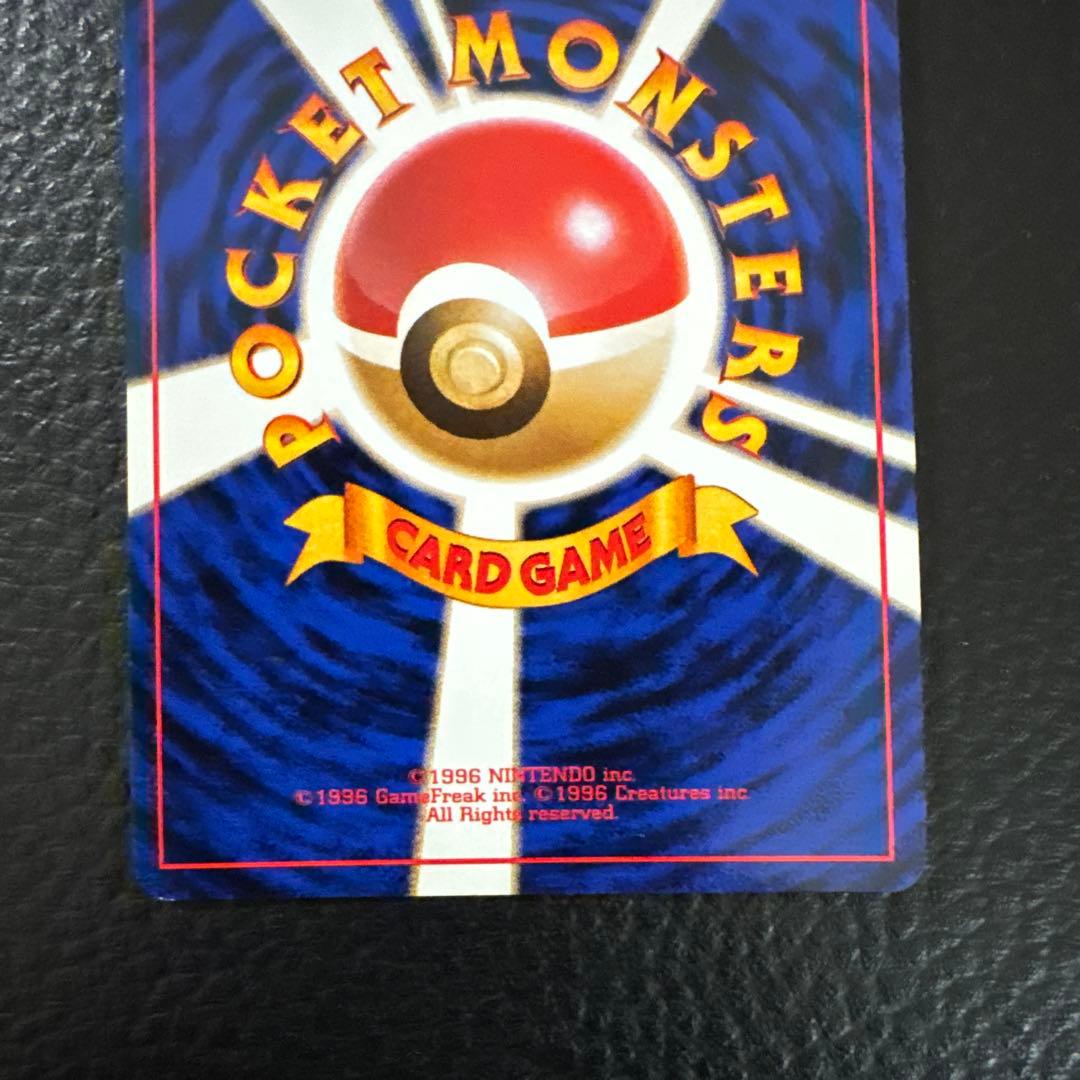 POCKET MONSTERS
CARD GAME
©1996 NINTENDO inc.
©1996 GameFreak inc. ©1996 Creatures inc.
All Rights reserved.